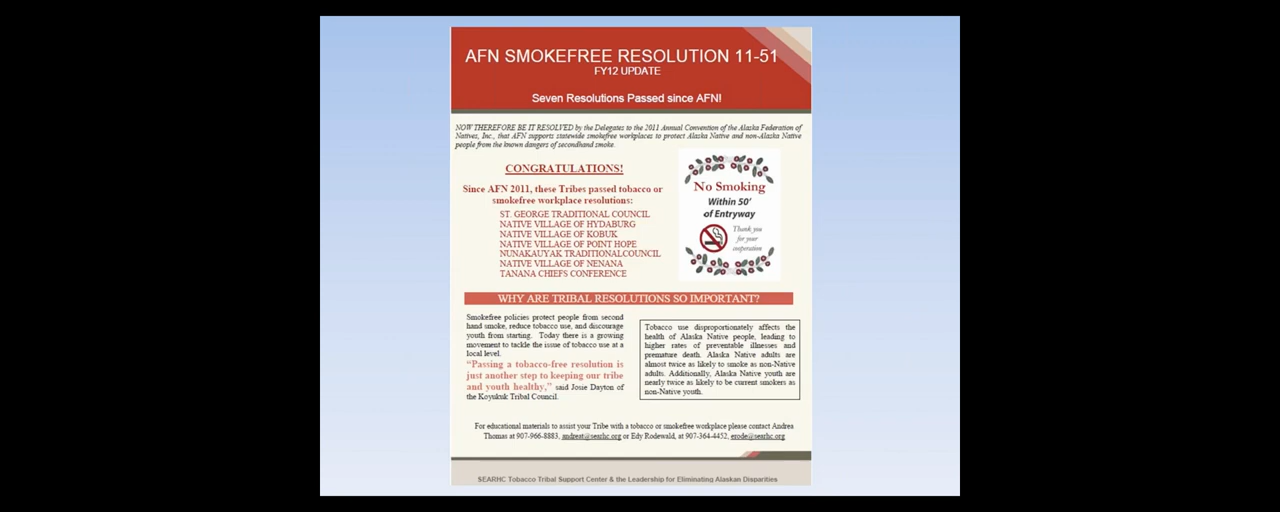 AFN SMOKEFREE RESOLUTION 11-51
FY12 UPDATE
Seven Resolutions Passed since AFN!
NOW THEREFORE BE IT RESOLVED by the Delegates to the 2011 Annual Convention of the Alaska Federation of
Natives, Inc., that AFN supports statewide smokefree workplaces to protect Alaska Native and non-Alaska Native
people from the known dangers of secondhand smoke.
CONGRATULATIONS!
Since AFN 2011, these Tribes passed tobacco or
smokefree workplace resolutions:
ST. GEORGE TRADITIONAL COUNCIL
NATIVE VILLAGE OF HYDABURG
NATIVE VILLAGE OF KOBUK
NATIVE VILLAGE OF POINT HOPE
NUNAKAUYAK TRADITIONALCOUNCIL
NATIVE VILLAGE OF NENANA
TANANA CHIEFS CONFERENCE
No Smoking
Within 50'
of Entryway
Thank you
for your
cooperation
WHY ARE TRIBAL RESOLUTIONS SO IMPORTANT?
Smokefree policies protect people from second
hand smoke, reduce tobacco use, and discourage
youth from starting. Today there is a growing
movement to tackle the issue of tobacco use at a
local level.
“Passing a tobacco-free resolution is
just another step to keeping our tribe
and youth healthy,” said Josie Dayton of
the Koyukuk Tribal Council.
Tobacco use disproportionately affects the
health of Alaska Native people, leading to
higher rates of preventable illnesses and
premature death. Alaska Native adults are
almost twice as likely to smoke as non-Native
adults. Additionally, Alaska Native youth are
nearly twice as likely to be current smokers as
non-Native youth.
For educational materials to assist your Tribe with a tobacco or smokefree workplace please contact Andrea
Thomas at 907-966-8883, andreat@searhc.org or Edy Rodewald, at 907-364-4452, erode@searhc.org
SEARHC Tobacco Tribal Support Center & the Leadership for Eliminating Alaskan Disparities